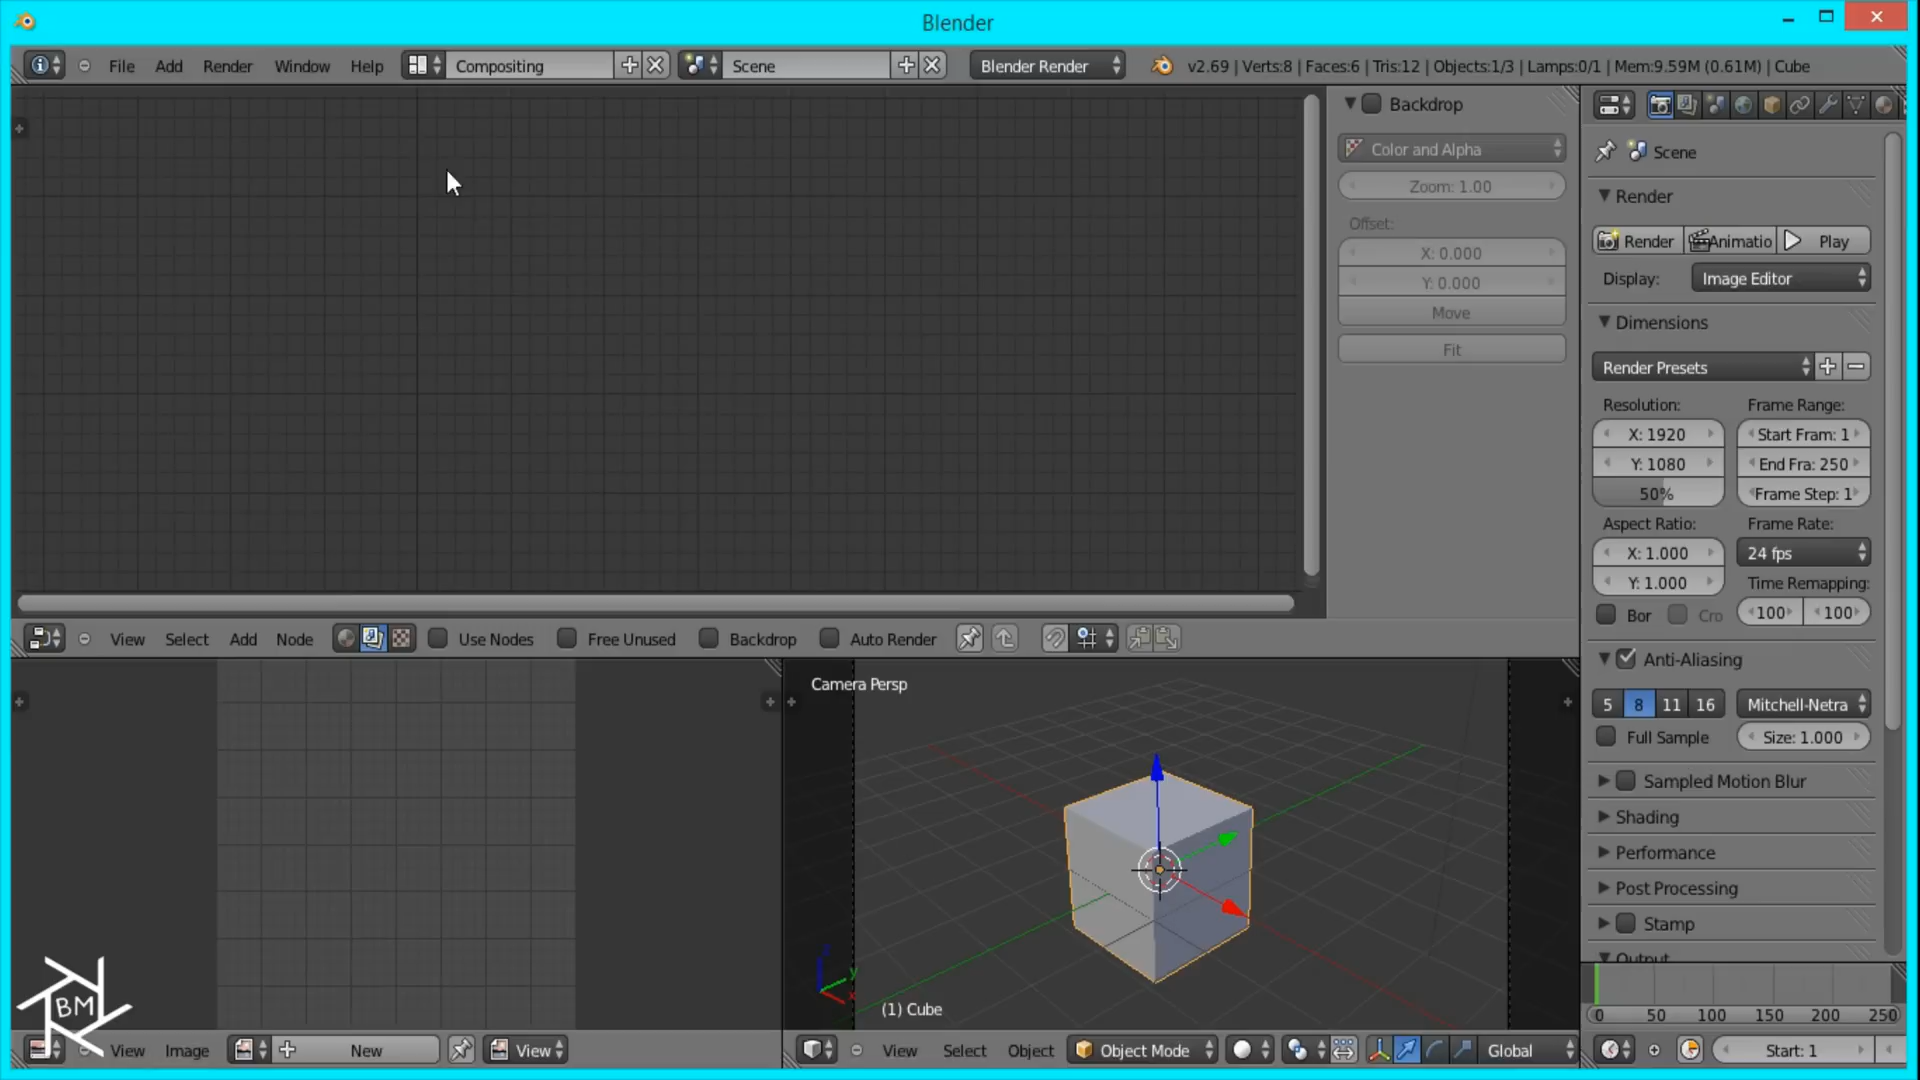 Blender
File Add Render Window Help Compositing Scene Blender Render v2.69 | Verts:8 | Faces:6 | Tris:12 | Objects:1/3 | Lamps:0/1 | Mem:9.59M (0.61M) | Cube
Backdrop
Color and Alpha
Zoom: 1.00
Offset:
X: 0.000
Y: 0.000
Move
Fit
Scene
Render
Render Animatio Play
Display: Image Editor
Dimensions
Render Presets
Resolution: Frame Range:
X: 1920 Start Fram: 1
Y: 1080 End Fra: 250
50% Frame Step: 1
Aspect Ratio: Frame Rate:
X: 1.000 24 fps
Y: 1.000 Time Remapping:
Bor Cro 100 100
Anti-Aliasing
5 8 11 16 Mitchell-Netra
Full Sample Size: 1.000
Sampled Motion Blur
Shading
Performance
Post Processing
Stamp
Output
View Select Add Node Use Nodes Free Unused Backdrop Auto Render
Camera Persp
z
y
x
(1) Cube
BM
0 50 100 150 200 250
View Image New View
View Select Object Object Mode Global
Start: 1